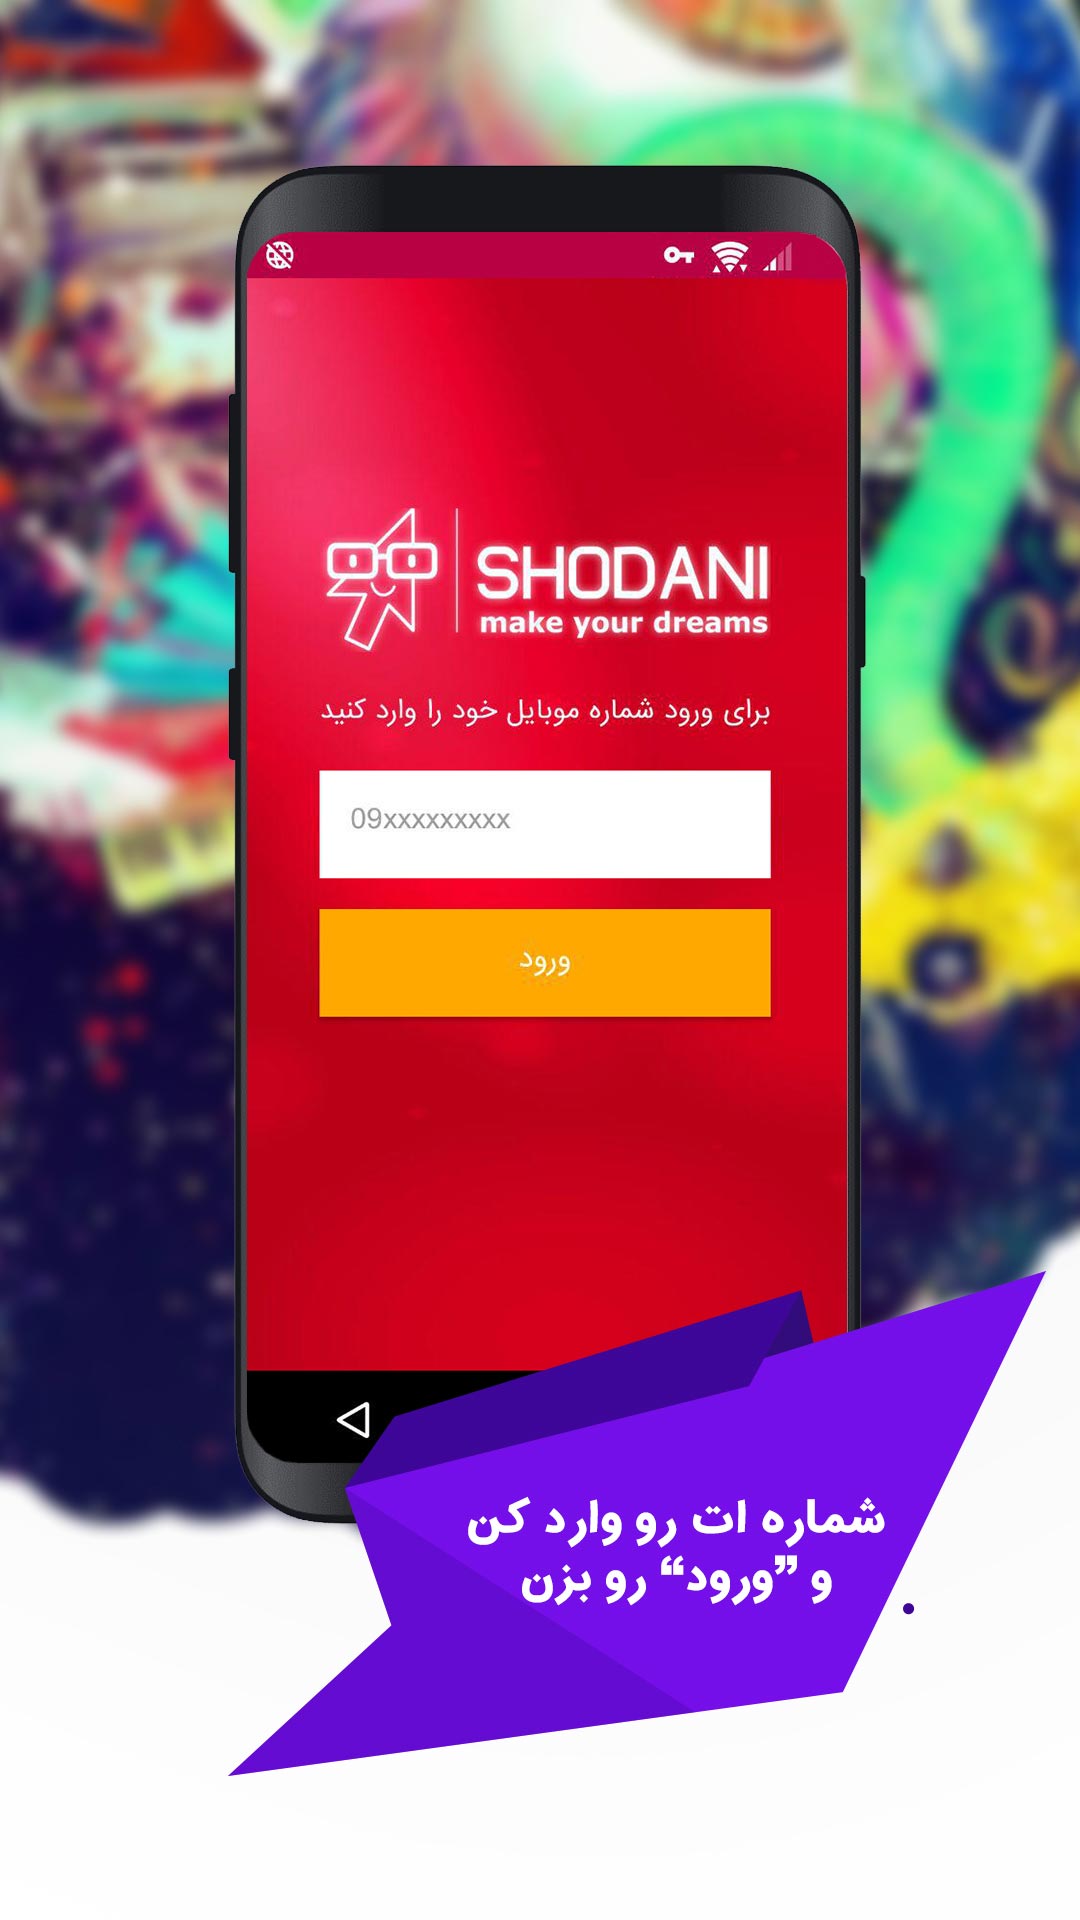 SHODANI
make your dreams
برای ورود شماره موبایل خود را وارد کنید
09xxxxxxxxx
ورود
شماره ات رو وارد کن
و ”ورود“ رو بزن